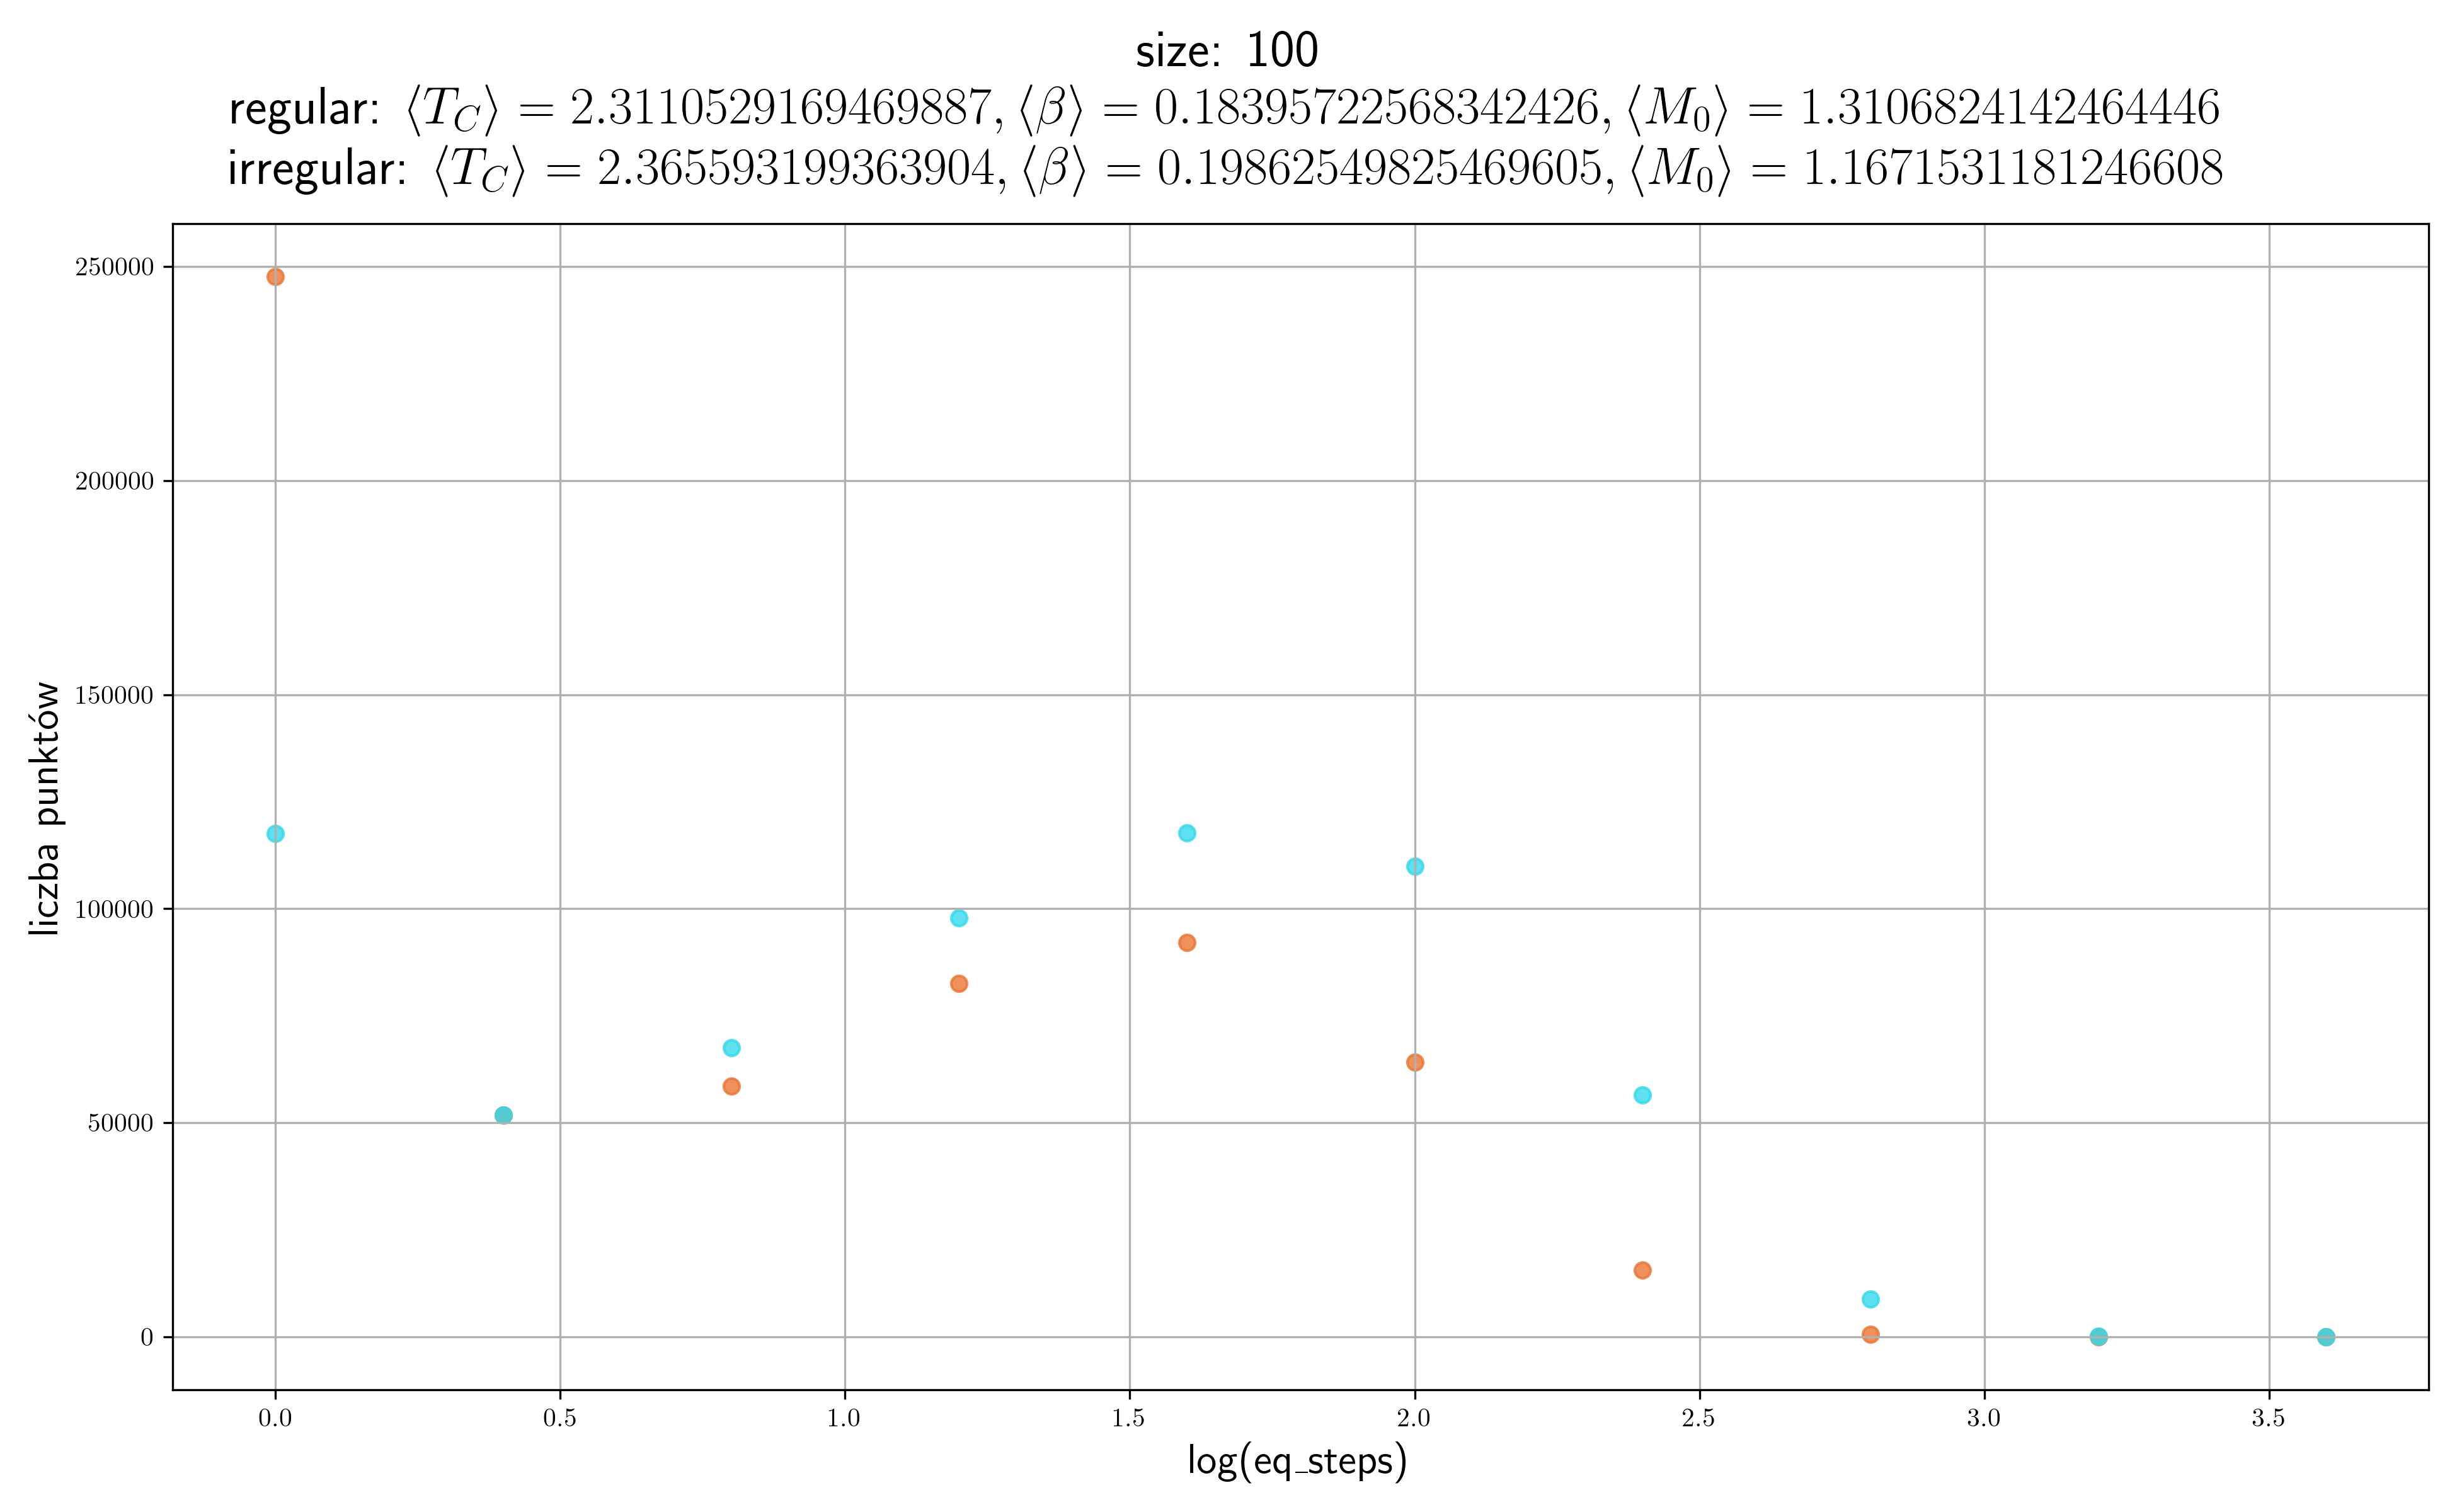 size: 100
regular: ⟨T_C⟩ = 2.3110529169469887, ⟨β⟩ = 0.18395722568342426, ⟨M_0⟩ = 1.3106824142464446
irregular: ⟨T_C⟩ = 2.365593199363904, ⟨β⟩ = 0.19862549825469605, ⟨M_0⟩ = 1.1671531181246608
250000
200000
150000
100000
50000
0
liczba punktów
0.0 0.5 1.0 1.5 2.0 2.5 3.0 3.5
log(eq_steps)